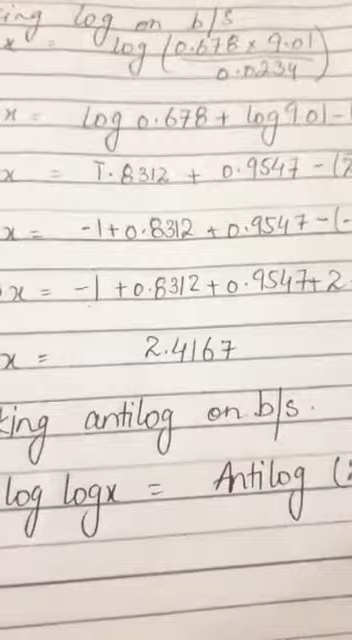 ing log on b/s
x = log (0.678 × 9.01 / 0.0234)
x = log 0.678 + log 9.01 -
x = T.8312 + 0.9547 - (2
x = -1+0.8312 + 0.9547 - (-
x = -1 +0.8312+0.9547+2
x = 2.4167
king antilog on b/s.
log logx = Antilog (2